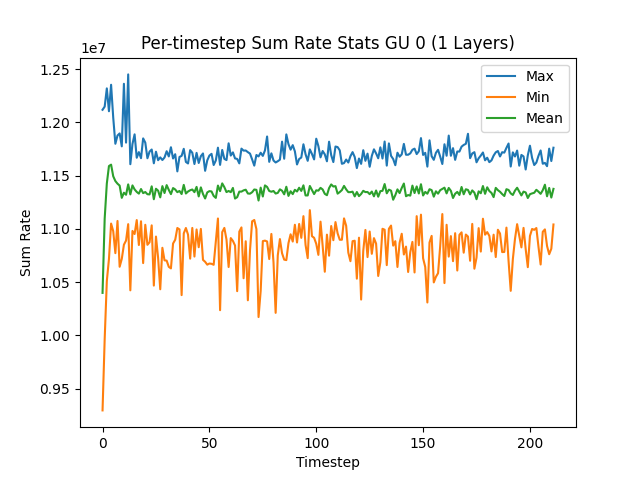 Per-timestep Sum Rate Stats GU 0 (1 Layers)
1e7
Max
Min
Mean
1.25
1.20
1.15
1.10
1.05
1.00
0.95
Sum Rate
0 50 100 150 200
Timestep